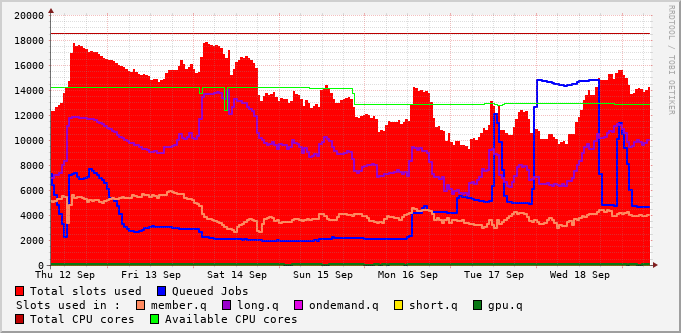 20000
18000
16000
14000
12000
10000
8000
6000
4000
2000
0
Thu 12 Sep Fri 13 Sep Sat 14 Sep Sun 15 Sep Mon 16 Sep Tue 17 Sep Wed 18 Sep
Total slots used Queued Jobs
Slots used in : member.q long.q ondemand.q short.q gpu.q
Total CPU cores Available CPU cores
RRDTOOL / TOBI OETIKER